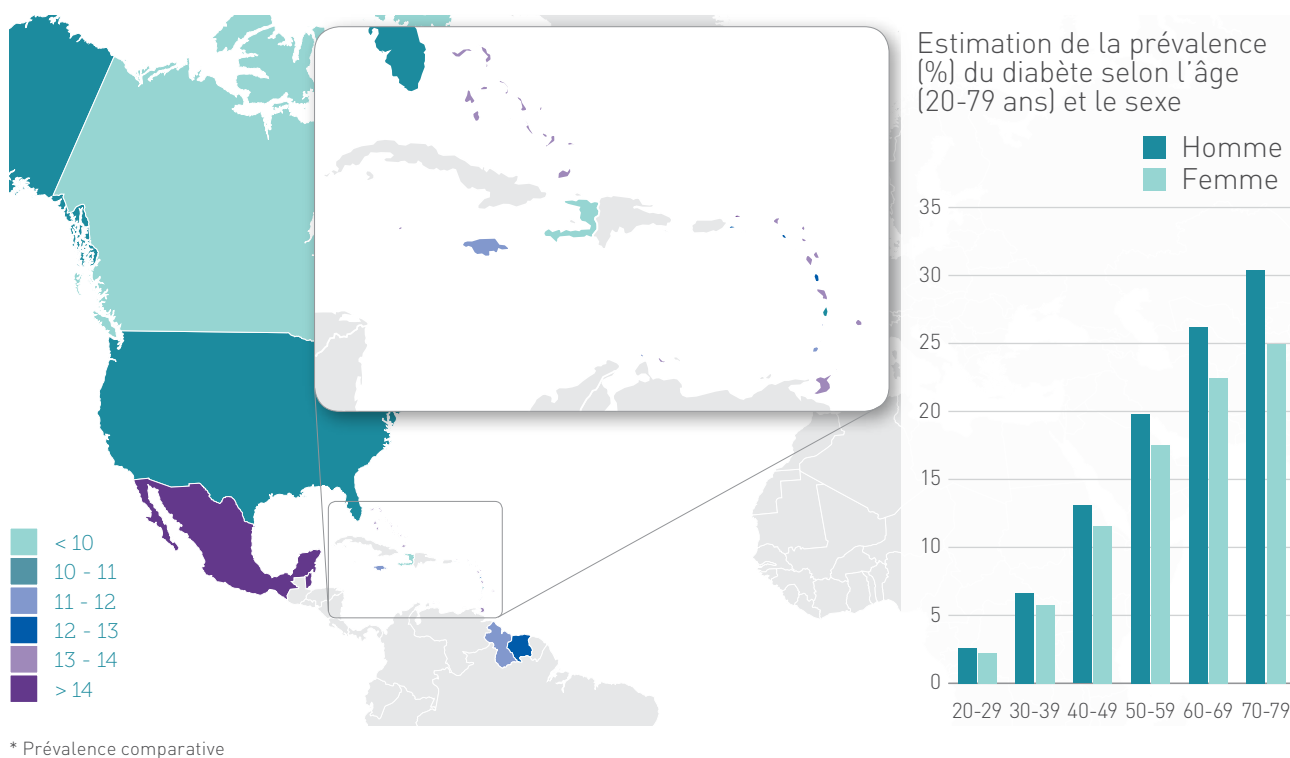 Estimation de la prévalence
(%) du diabète selon l'âge
(20-79 ans) et le sexe
Homme
Femme
35
30
25
20
15
10
5
0
20-29 30-39 40-49 50-59 60-69 70-79
< 10
10 - 11
11 - 12
12 - 13
13 - 14
> 14
* Prévalence comparative